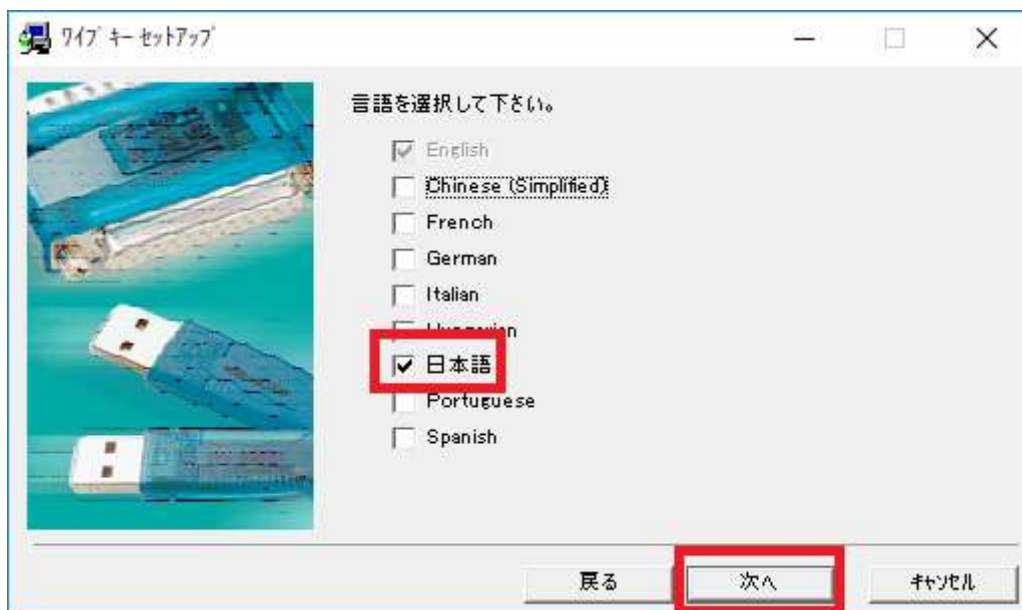 ワイブ キー セットアップ
言語を選択して下さい。
English
Chinese (Simplified)
French
German
Italian
日本語
Portuguese
Spanish
戻る
次へ
キャンセル